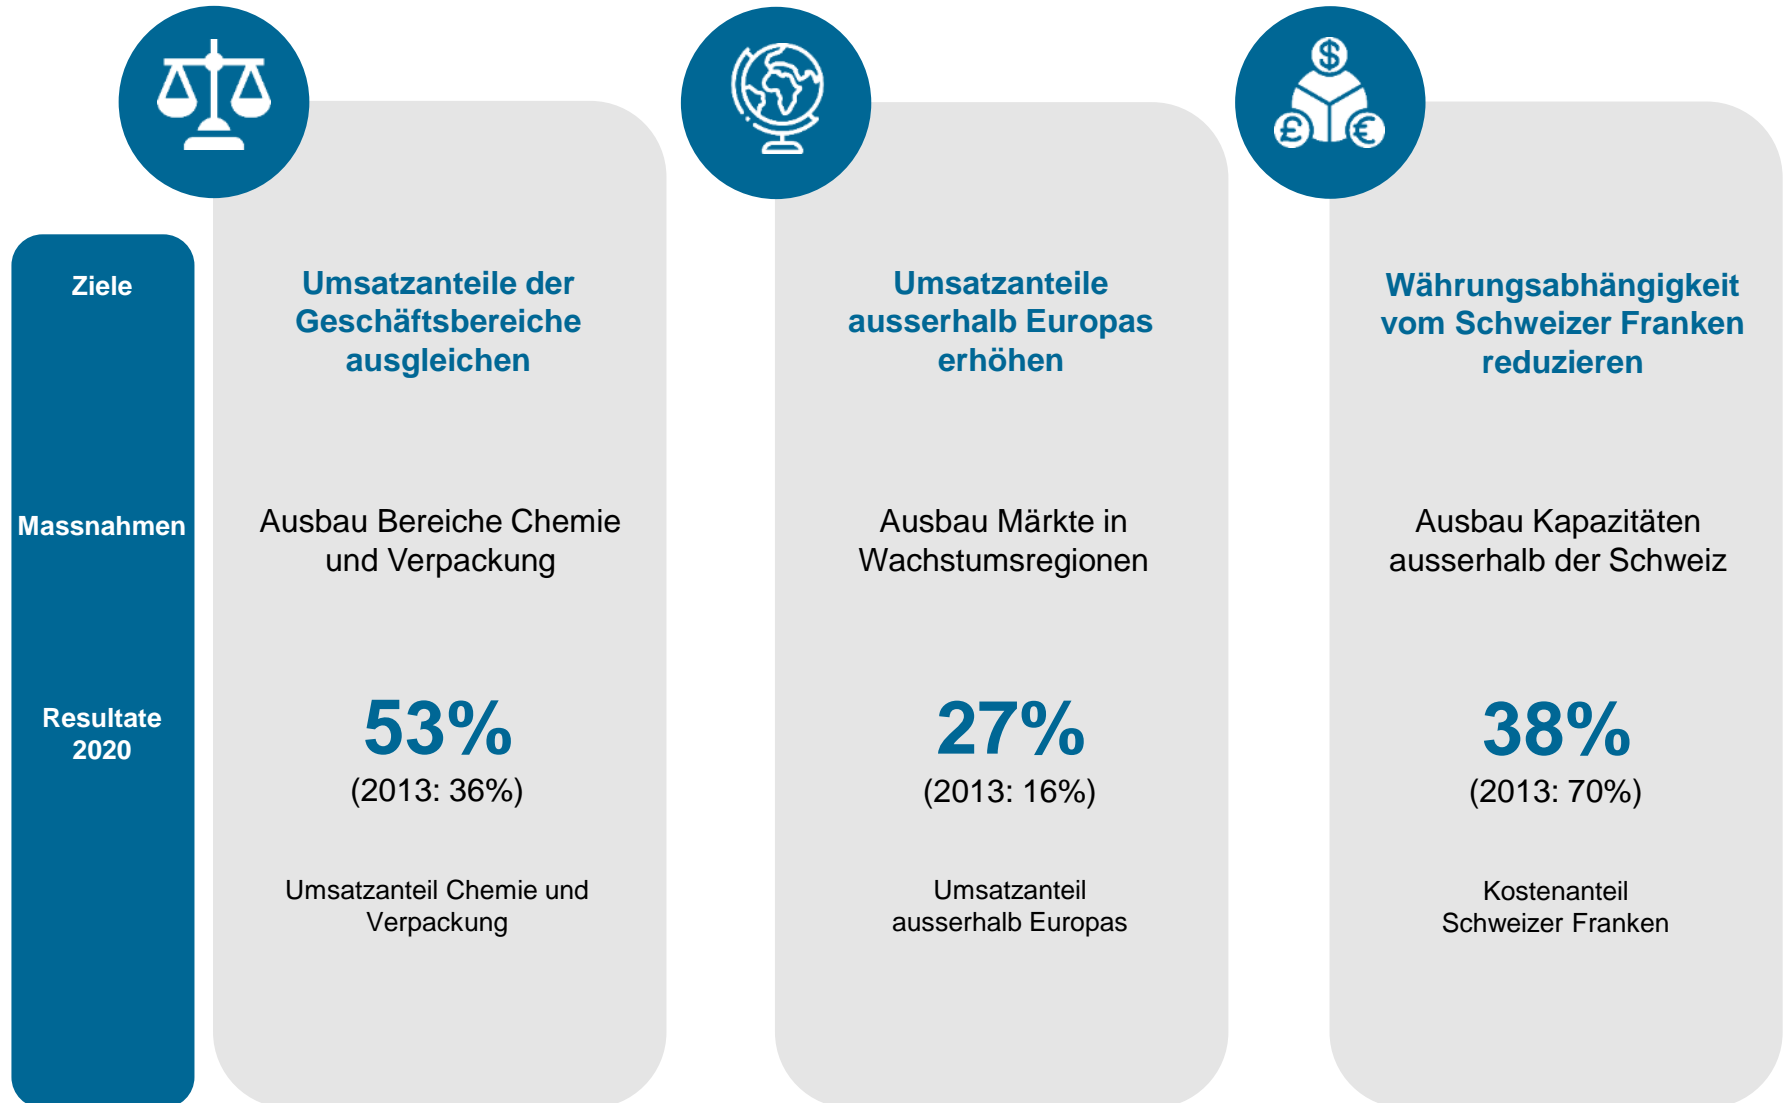 $
£
€
Ziele
Umsatzanteile der
Geschäftsbereiche
ausgleichen
Umsatzanteile
ausserhalb Europas
erhöhen
Währungsabhängigkeit
vom Schweizer Franken
reduzieren
Massnahmen
Ausbau Bereiche Chemie
und Verpackung
Ausbau Märkte in
Wachstumsregionen
Ausbau Kapazitäten
ausserhalb der Schweiz
Resultate
2020
53%
(2013: 36%)
Umsatzanteil Chemie und
Verpackung
27%
(2013: 16%)
Umsatzanteil
ausserhalb Europas
38%
(2013: 70%)
Kostenanteil
Schweizer Franken